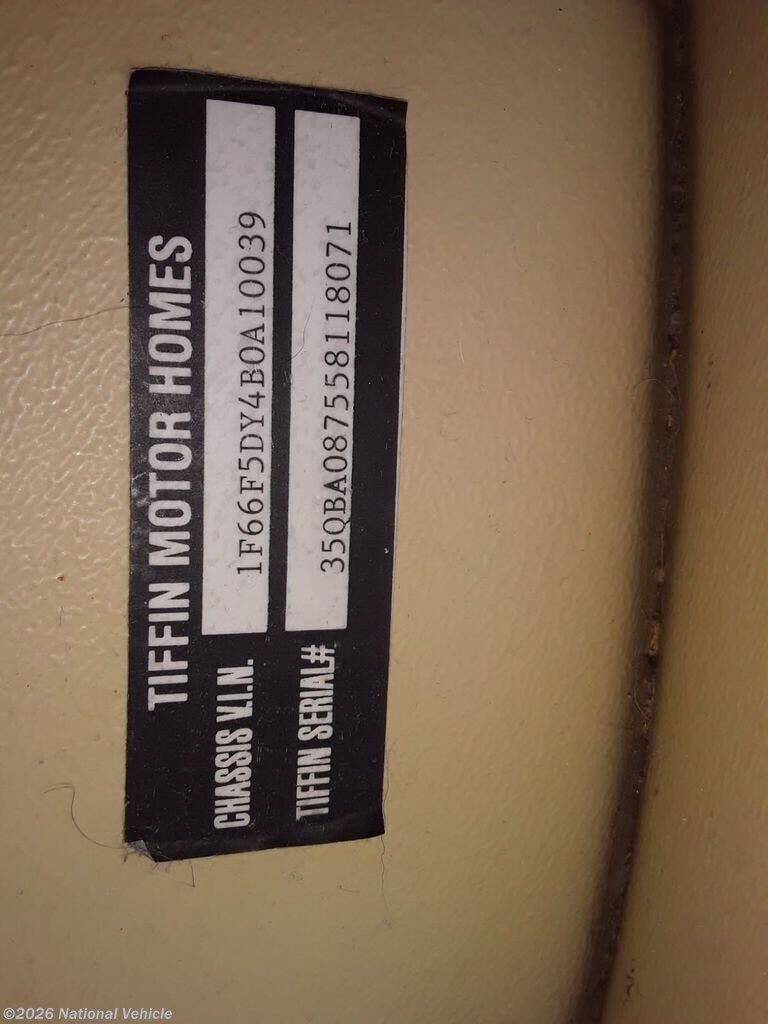 TIFFIN MOTOR HOMES
CHASSIS V.I.N. 1F66F5DY4B0A10039
TIFFIN SERIAL# 35QBA087558118071
©2026 National Vehicle